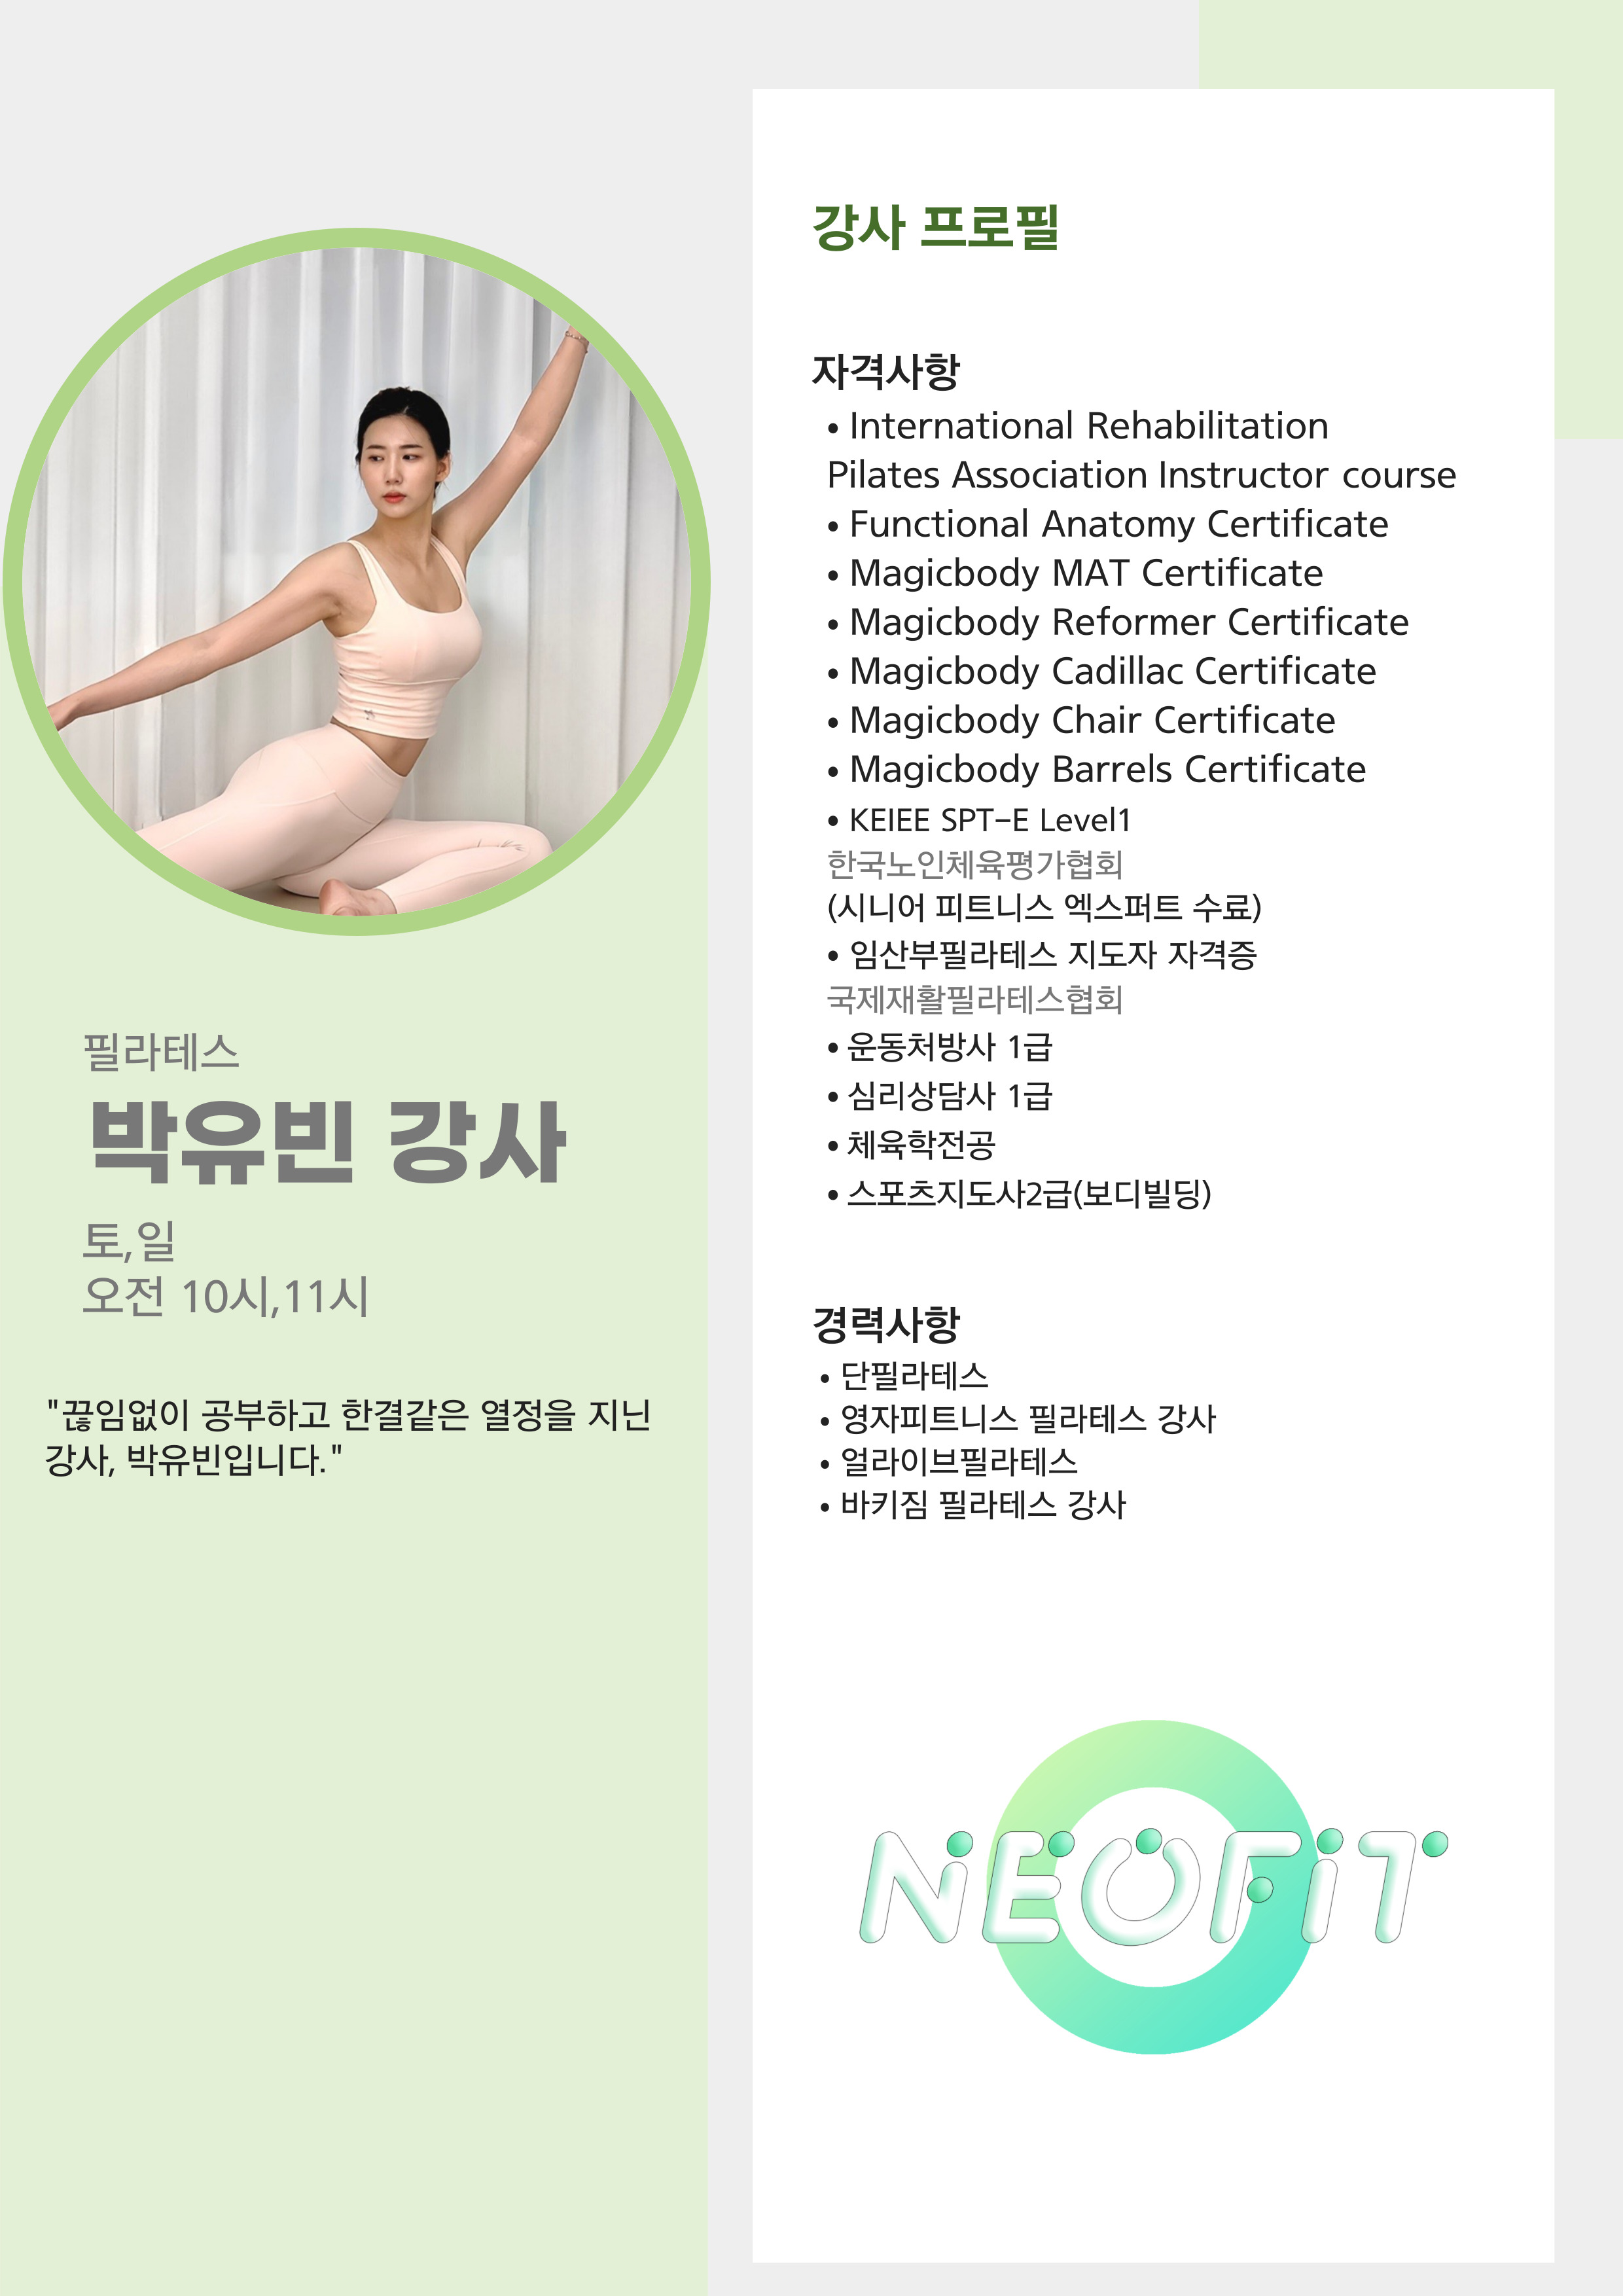 필라테스
박유빈 강사
토,일
오전 10시,11시
"끊임없이 공부하고 한결같은 열정을 지닌
강사, 박유빈입니다."
강사 프로필
자격사항
• International Rehabilitation
Pilates Association Instructor course
• Functional Anatomy Certificate
• Magicbody MAT Certificate
• Magicbody Reformer Certificate
• Magicbody Cadillac Certificate
• Magicbody Chair Certificate
• Magicbody Barrels Certificate
• KEIEE SPT-E Level1
한국노인체육평가협회
(시니어 피트니스 엑스퍼트 수료)
• 임산부필라테스 지도자 자격증
국제재활필라테스협회
• 운동처방사 1급
• 심리상담사 1급
• 체육학전공
• 스포츠지도사2급(보디빌딩)
경력사항
• 단필라테스
• 영자피트니스 필라테스 강사
• 얼라이브필라테스
• 바키짐 필라테스 강사
NEOFiT